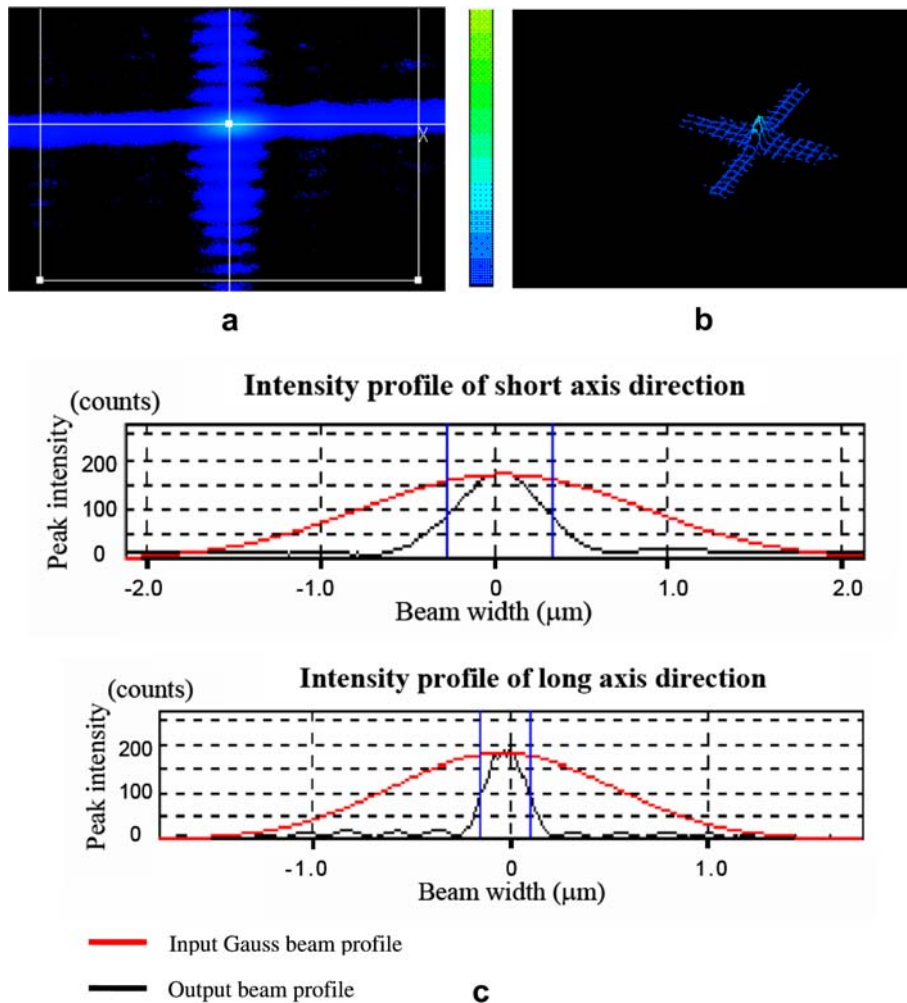 X
a
b
Intensity profile of short axis direction
(counts)
Peak intensity
200
100
0
-2.0 -1.0 0 1.0 2.0
Beam width (μm)
Intensity profile of long axis direction
(counts)
Peak intensity
200
100
0
-1.0 0 1.0
Beam width (μm)
Input Gauss beam profile
Output beam profile
c